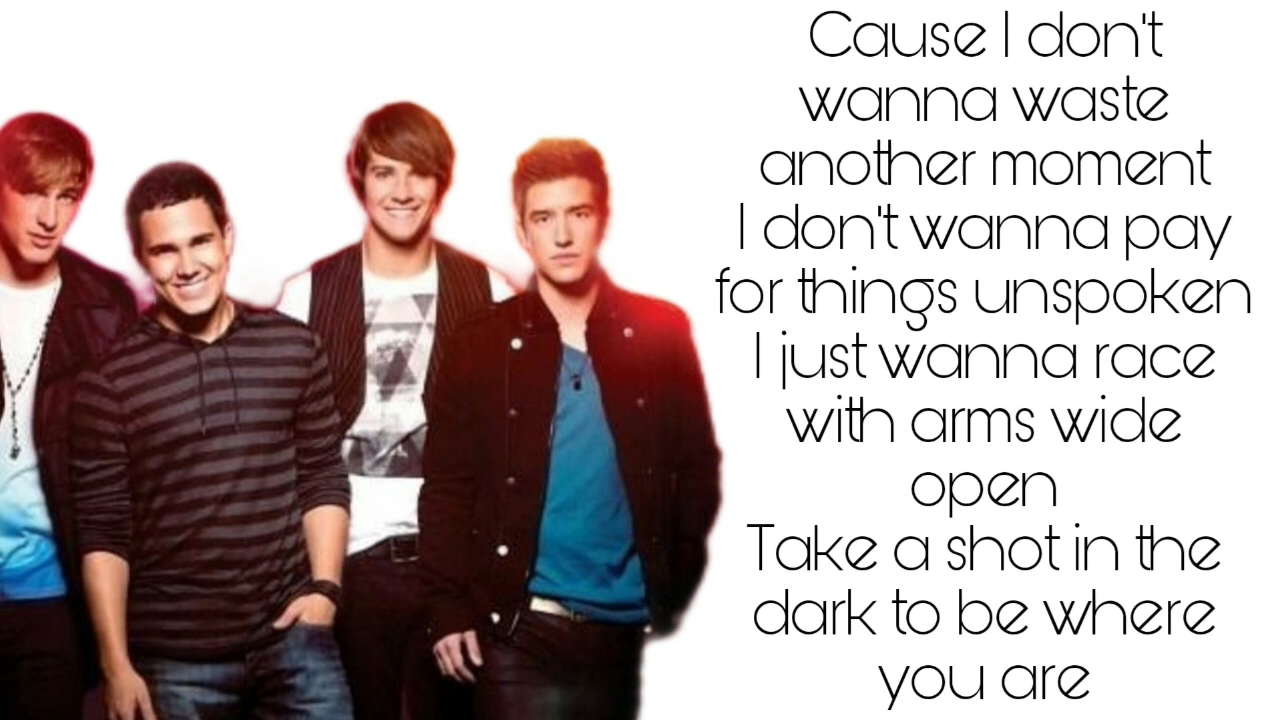 Cause I don't
wanna waste
another moment
I don't wanna pay
for things unspoken
I just wanna race
with arms wide
open
Take a shot in the
dark to be where
you are